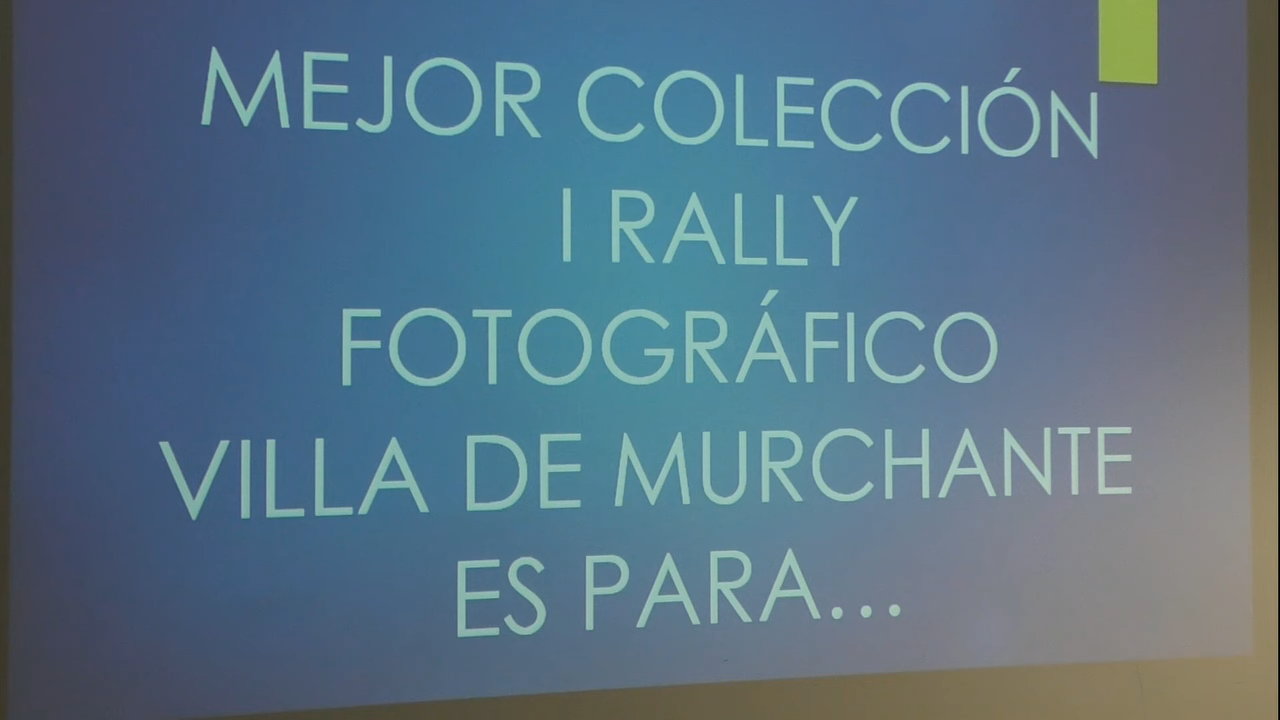 MEJOR COLECCIÓN
I RALLY
FOTOGRÁFICO
VILLA DE MURCHANTE
ES PARA...